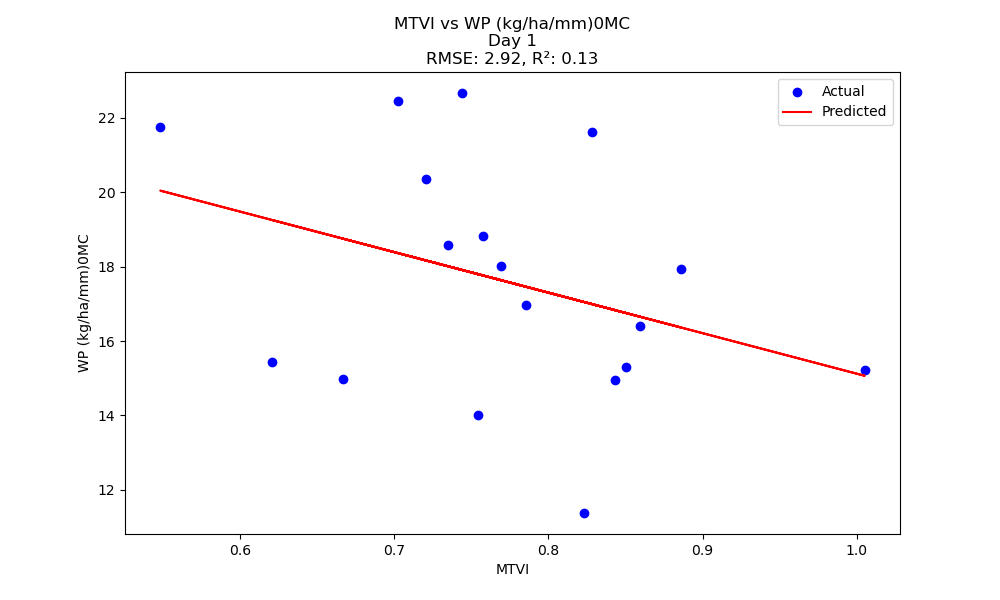 MTVI vs WP (kg/ha/mm)0MC
Day 1
RMSE: 2.92, R²: 0.13
Actual
Predicted
22
20
18
16
14
12
WP (kg/ha/mm)0MC
0.6
0.7
0.8
0.9
1.0
MTVI